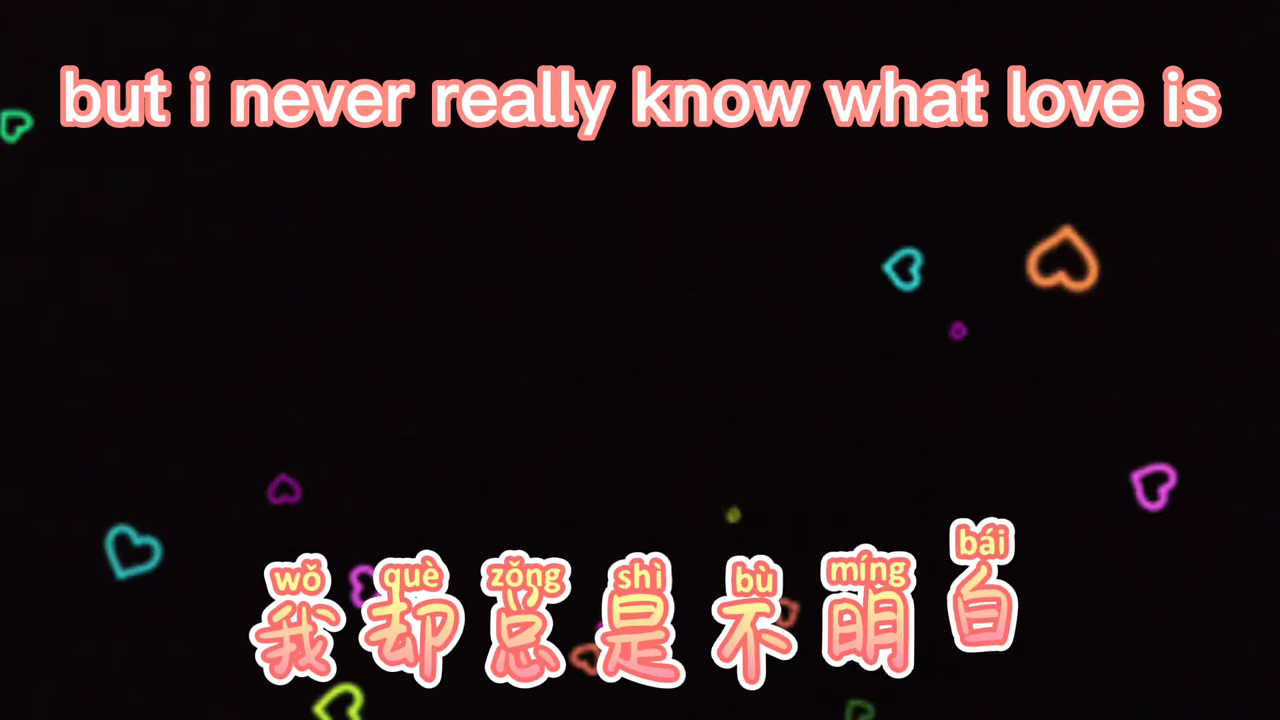 but i never really know what love is
wǒ què zǒng shì bù míng bái
我却总是不明白